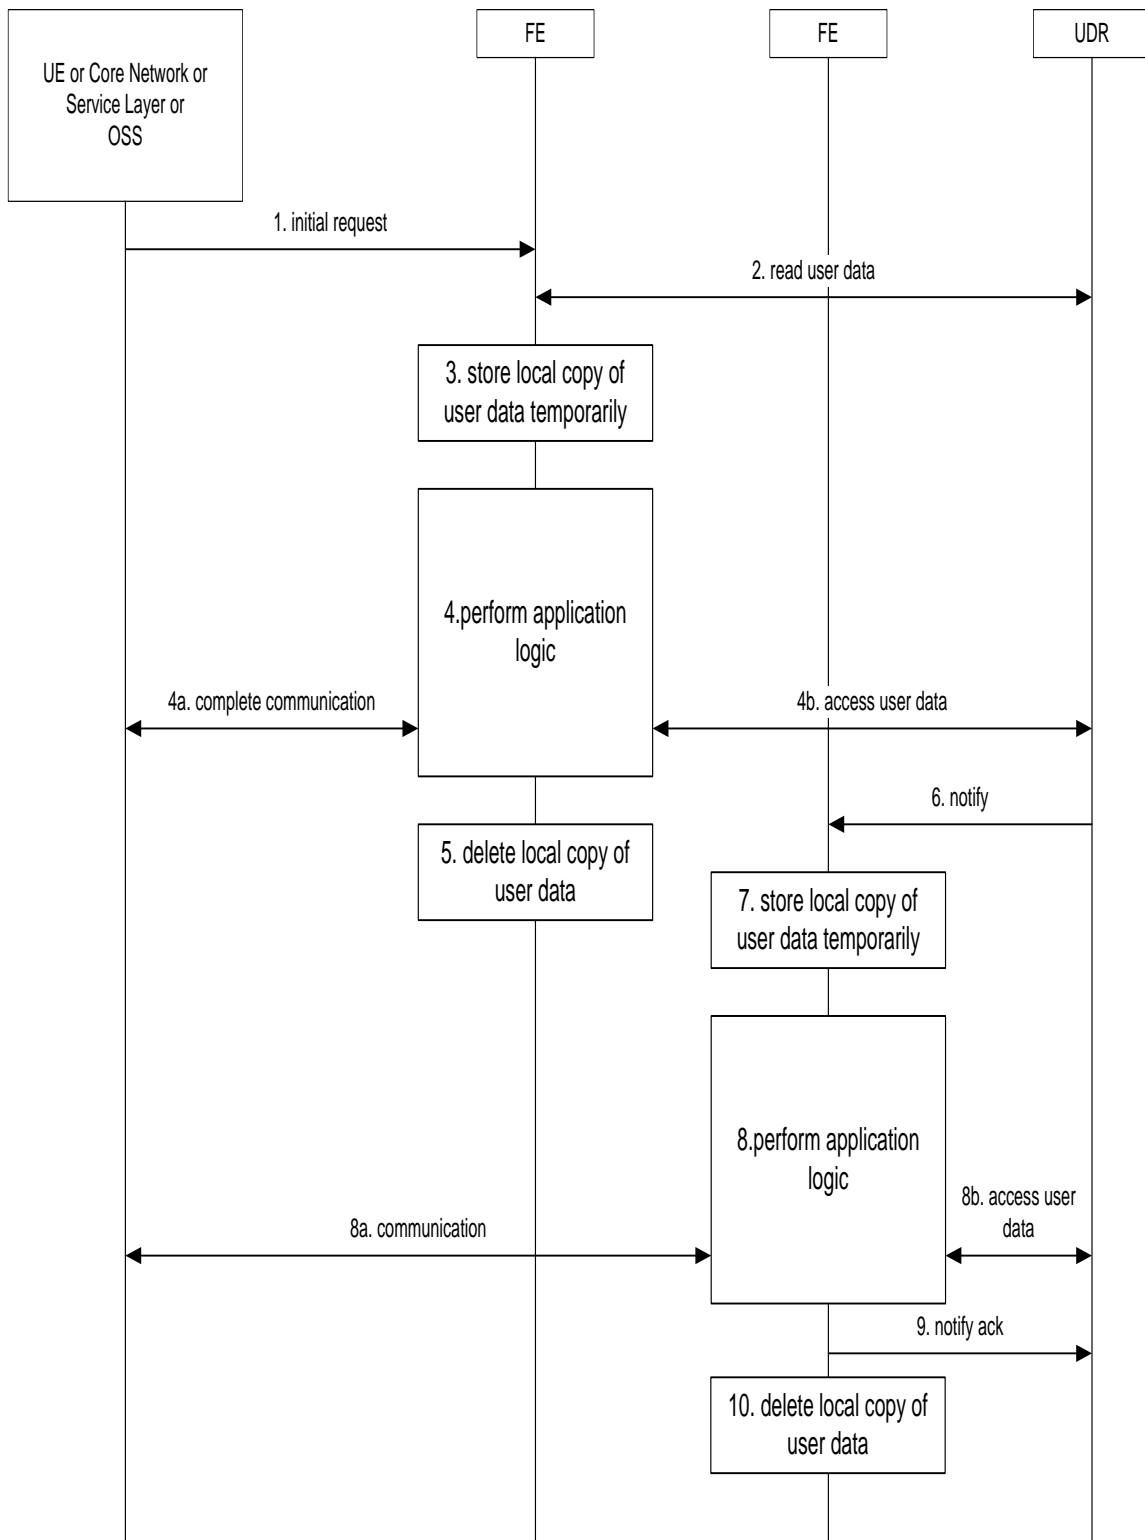 UE or Core Network or
Service Layer or
OSS
FE
FE
UDR
1. initial request
2. read user data
3. store local copy of
user data temporarily
4.perform application
logic
4a. complete communication
4b. access user data
6. notify
5. delete local copy of
user data
7. store local copy of
user data temporarily
8.perform application
logic
8a. communication
8b. access user
data
9. notify ack
10. delete local copy of
user data